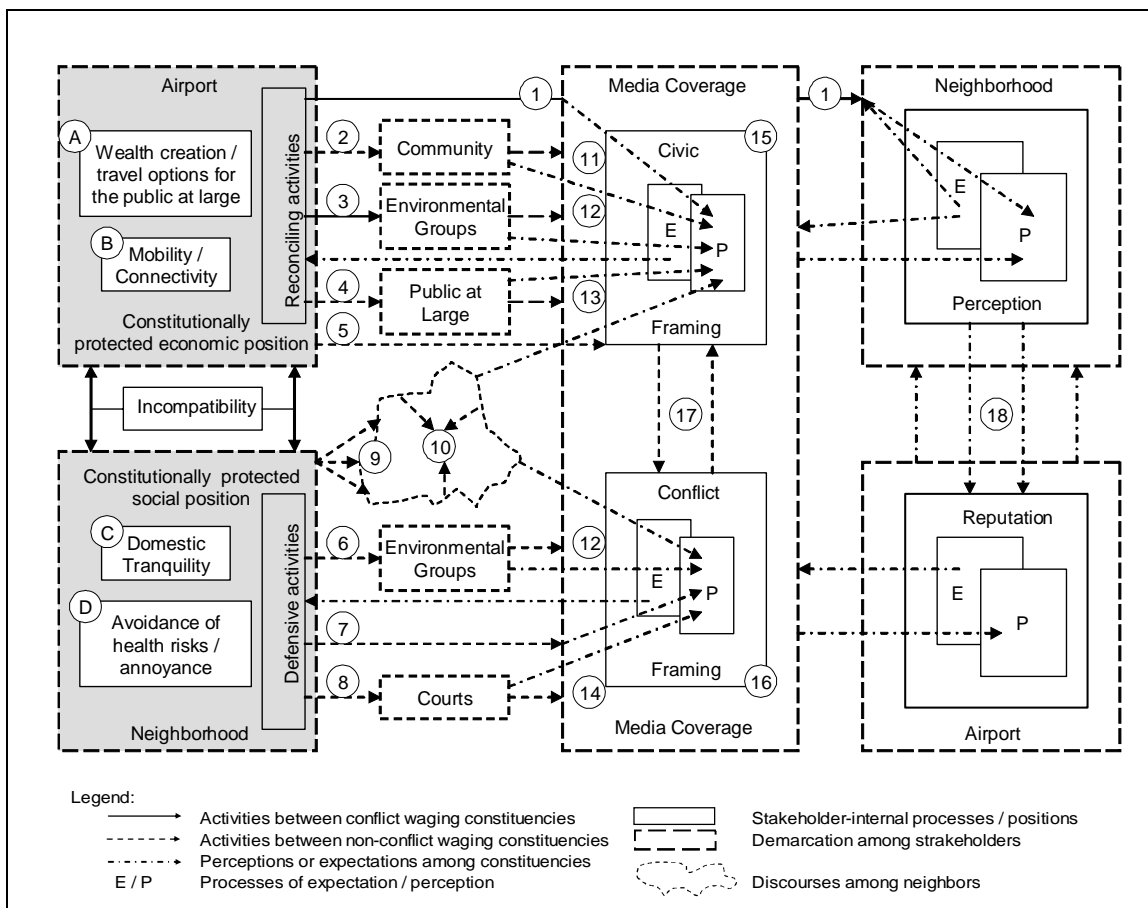 Airport
A
Wealth creation /
travel options for
the public at large
B
Mobility /
Connectivity
Reconciling activities
Constitutionally
protected economic position
1
2
3
4
5
Community
Environmental
Groups
Public at
Large
Incompatibility
Constitutionally protected
social position
C
Domestic
Tranquility
D
Avoidance of
health risks /
annoyance
Defensive activities
Neighborhood
9
10
6
7
8
Environmental
Groups
Courts
Media Coverage
15
Civic
E
P
Framing
11
12
13
17
Conflict
E
P
Framing
12
14
16
Media Coverage
1
Neighborhood
E
P
Perception
18
Reputation
E
P
Airport
Legend:
Activities between conflict waging constituencies
Activities between non-conflict waging constituencies
Perceptions or expectations among constituencies
E / P Processes of expectation / perception
Stakeholder-internal processes / positions
Demarcation among strakeholders
Discourses among neighbors